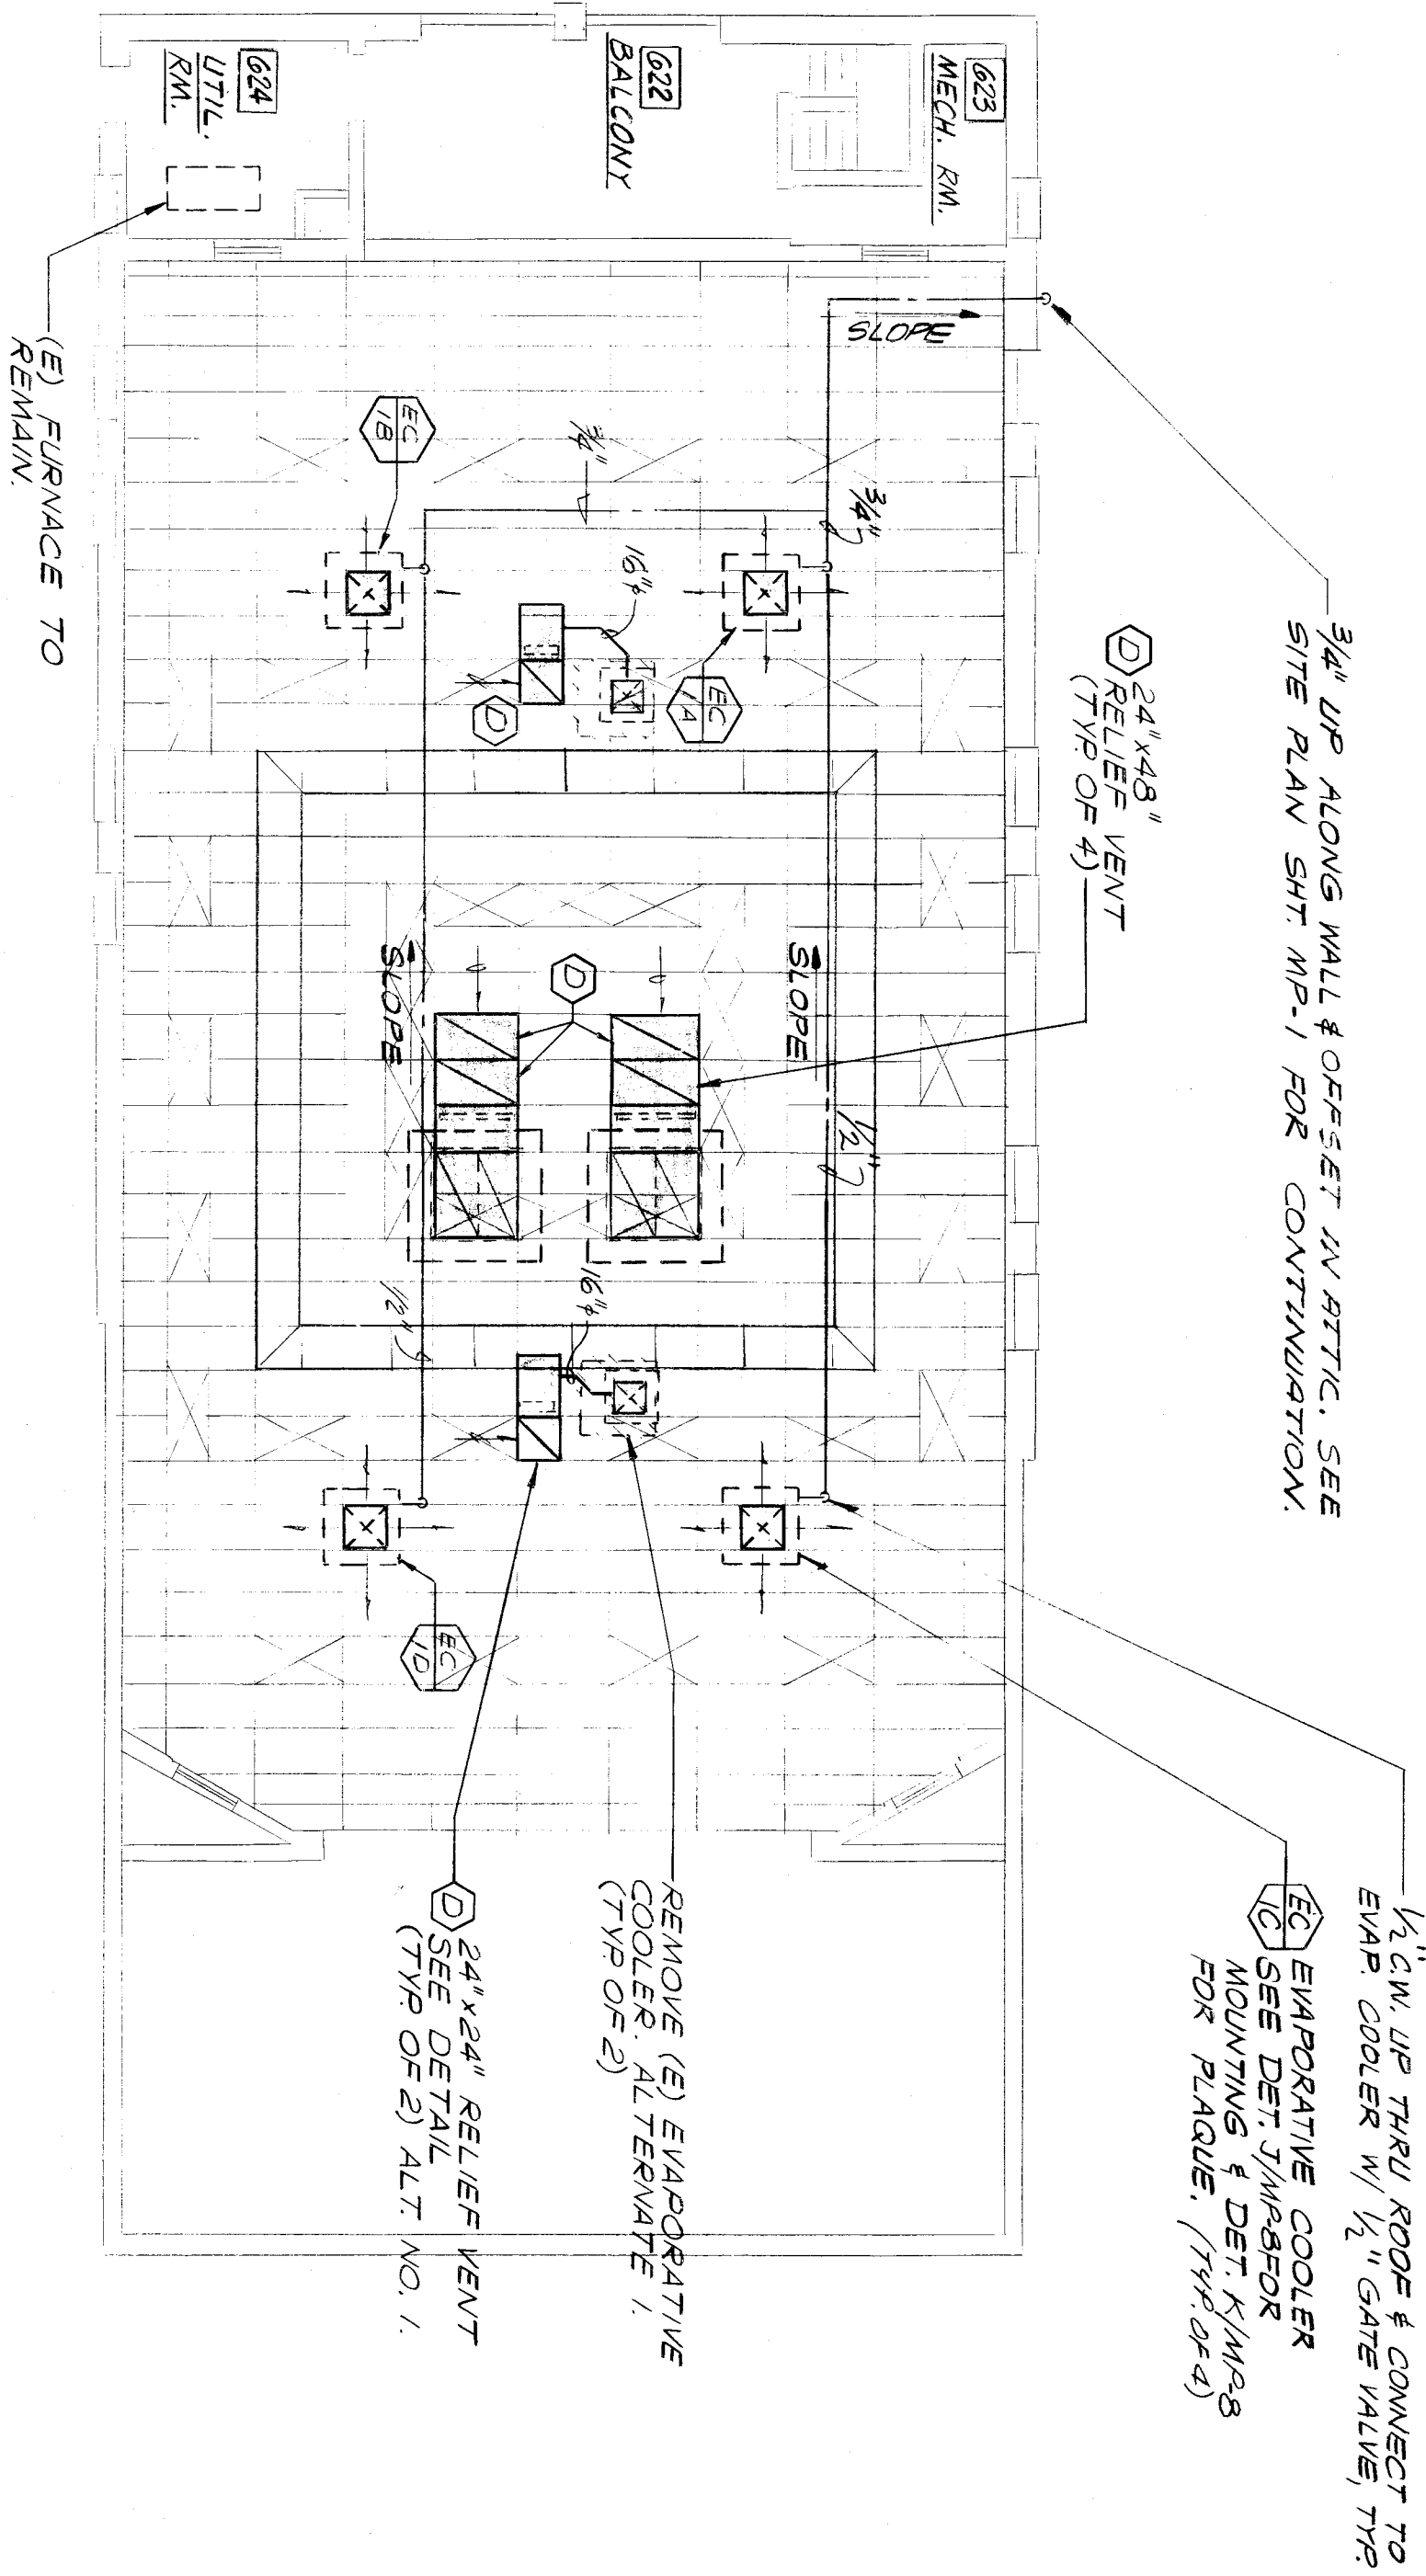 3/4" UP ALONG WALL & OFFSET IN ATTIC. SEE
SITE PLAN SHT. MP-1 FOR CONTINUATION.
1/2" C.W. UP THRU ROOF & CONNECT TO
EVAP. COOLER W/ 1/2" GATE VALVE, TYP.
EC
1C
EVAPORATIVE COOLER
SEE DET. J/MP-8 FOR
MOUNTING & DET. K/MP-8
FOR PLAQUE. (TYP. OF 4)
D
24"x48"
RELIEF VENT
(TYP. OF 4)
623
MECH. RM.
622
BALCONY
624
UTIL.
RM.
SLOPE
3/4"
3/4"
EC
1B
EC
1A
16"ϕ
D
D
SLOPE
SLOPE
1/2"
1/2"
16"ϕ
EC
1D
REMOVE (E) EVAPORATIVE
COOLER. ALTERNATE 1.
(TYP. OF 2)
D
24"x24" RELIEF VENT
SEE DETAIL
(TYP. OF 2) ALT. NO. 1.
(E) FURNACE TO
REMAIN.